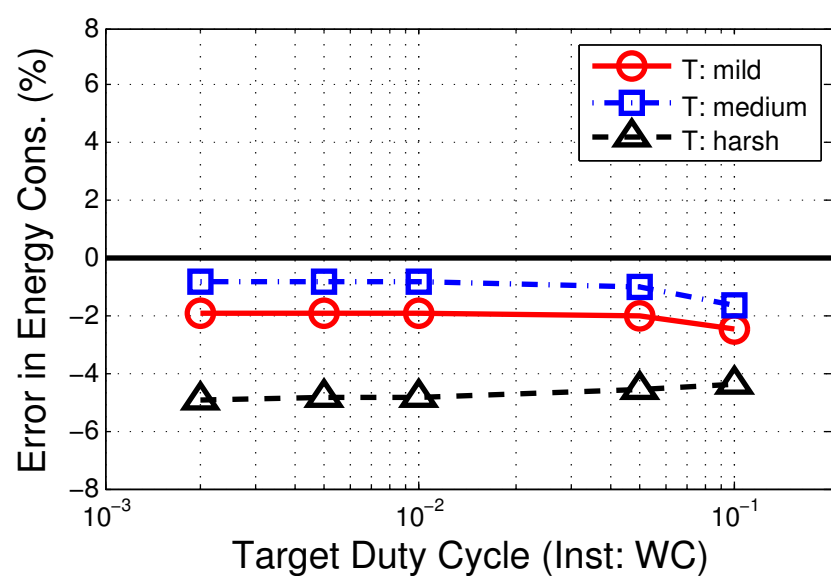 8
6
4
2
0
−2
−4
−6
−8
Error in Energy Cons. (%)
T: mild
T: medium
T: harsh
10⁻³
10⁻²
10⁻¹
Target Duty Cycle (Inst: WC)